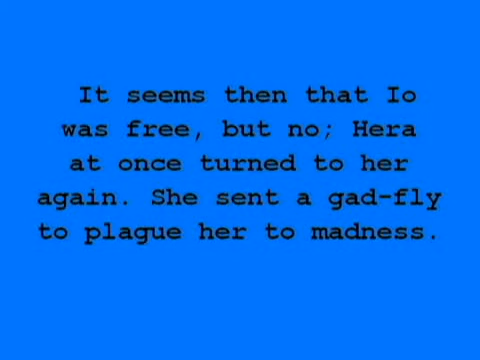 It seems then that Io
was free, but no; Hera
at once turned to her
again. She sent a gad-fly
to plague her to madness.